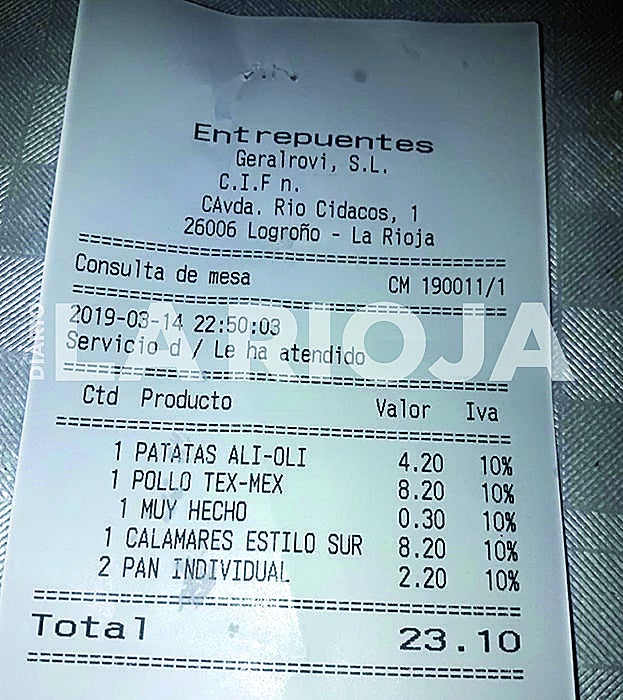 Entrepuentes
Geralrovi, S.L.
C.I.F n.
CAvda. Rio Cidacos, 1
26006 Logroño - La Rioja
Consulta de mesa CM 190011/1
2019-03-14 22:50:03
Servicio d / Le ha atendido
DIARIO LA RIOJA
Ctd Producto Valor Iva
1 PATATAS ALI-OLI 4.20 10%
1 POLLO TEX-MEX 8.20 10%
1 MUY HECHO 0.30 10%
1 CALAMARES ESTILO SUR 8.20 10%
2 PAN INDIVIDUAL 2.20 10%
Total 23.10